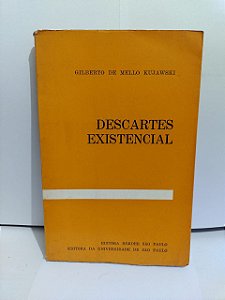 GILBERTO DE MELLO KUJAWSKI
DESCARTES
EXISTENCIAL
EDITORA HERDER SÃO PAULO
EDITORA DA UNIVERSIDADE DE SÃO PAULO